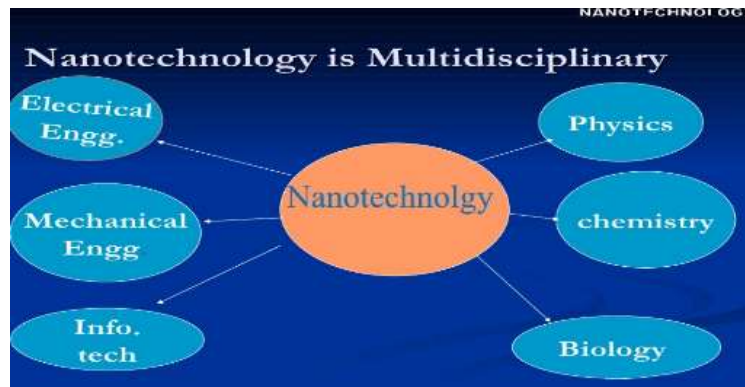 NANOTECHNOLOG
Nanotechnology is Multidisciplinary
Electrical
Engg.
Physics
Nanotechnolgy
Mechanical
Engg
chemistry
Info.
tech
Biology